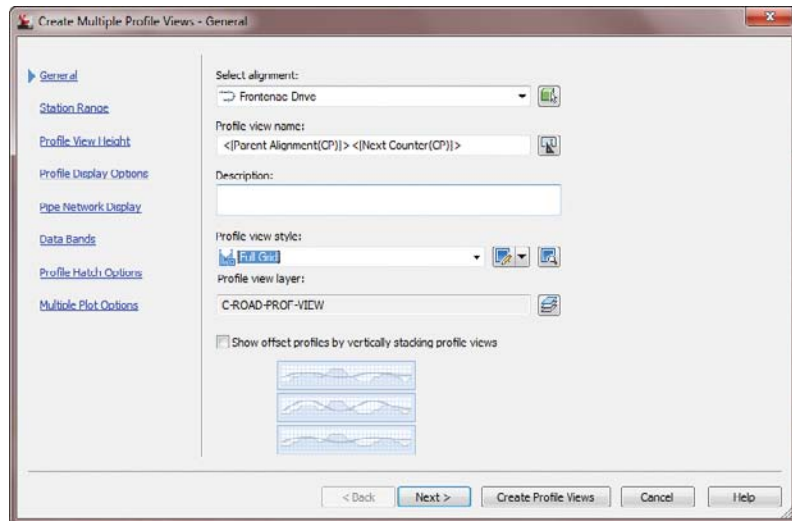 Create Multiple Profile Views - General
General
Station Range
Profile View Height
Profile Display Options
Pipe Network Display
Data Bands
Profile Hatch Options
Multiple Plot Options
Select alignment:
Frontenac Drive
Profile view name:
<[Parent Alignment(CP)]> <[Next Counter(CP)]>
Description:
Profile view style:
Full Grid
Profile view layer:
C-ROAD-PROF-VIEW
Show offset profiles by vertically stacking profile views
< Back
Next >
Create Profile Views
Cancel
Help